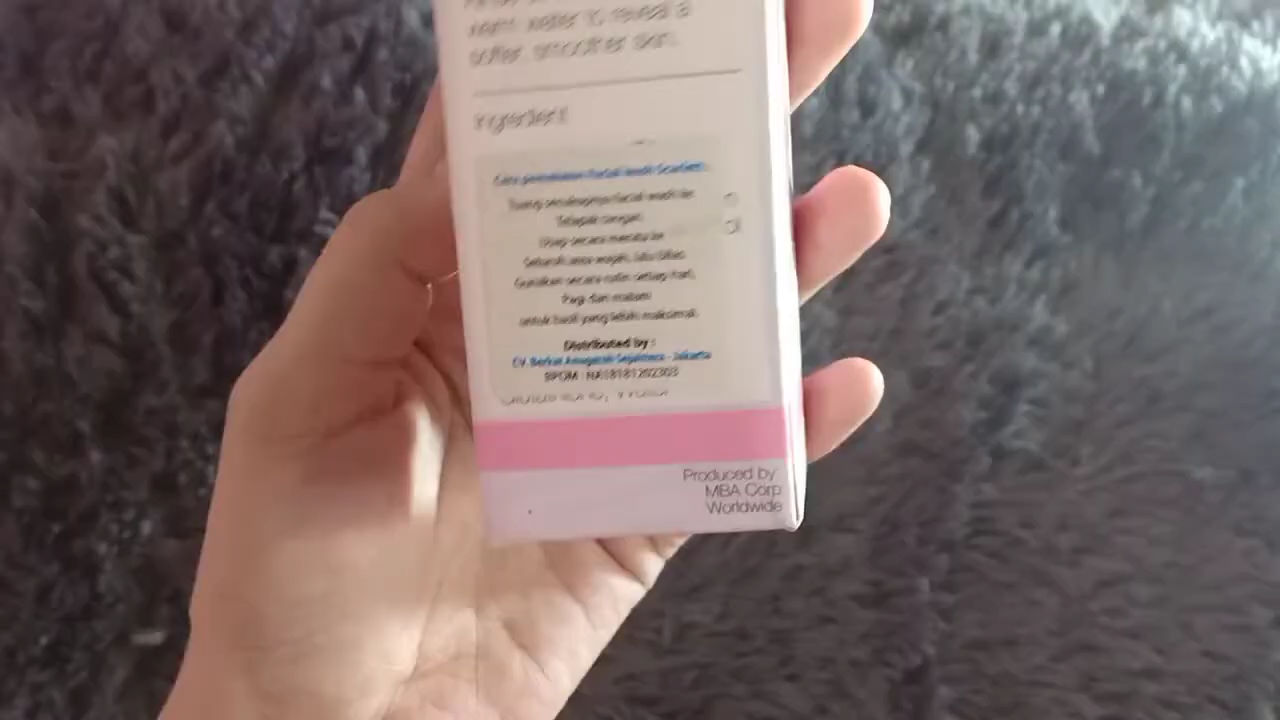 warm water to reveal a
softer, smoother skin.
Ingredient
Cara pemakaian Facial wash Scarlett :
Tuang secukupnya facial wash ke
Telapak tangan,
Usap secara merata ke
Seluruh area wajah, lalu bilas
Gunakan secara rutin setiap hari,
Pagi dan malam
untuk hasil yang lebih maksimal.
Distributed by :
CV. Berkat Anugerah Sejahtera - Jakarta
BPOM : NA18181202303
Produced by:
MBA Corp
Worldwide